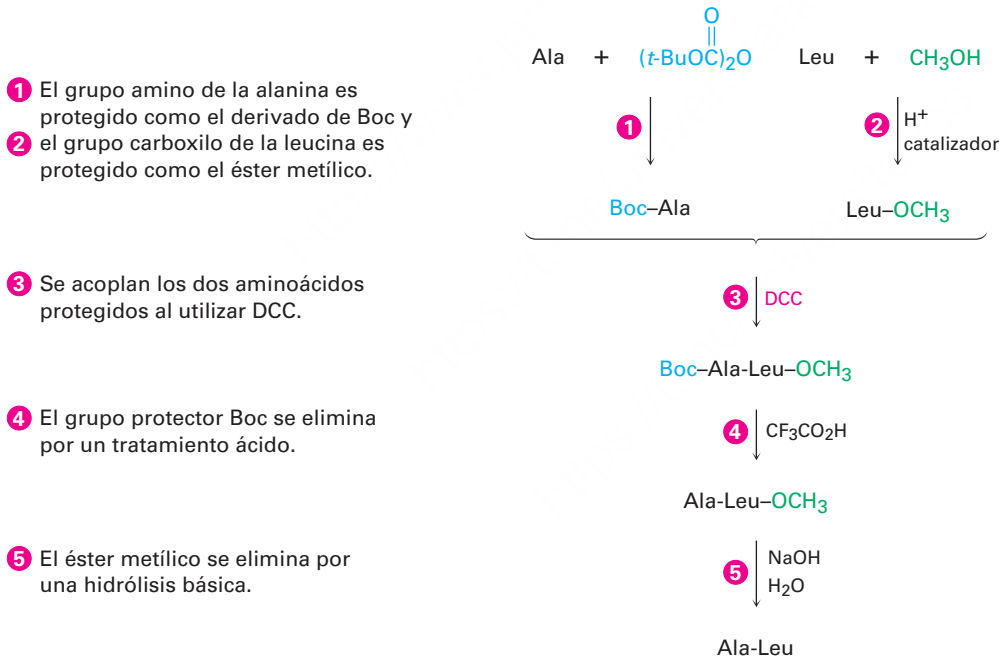 O
Ala + (t-BuOC)2O Leu + CH3OH
1 El grupo amino de la alanina es
protegido como el derivado de Boc y
2 el grupo carboxilo de la leucina es
protegido como el éster metílico.
1
2 H+
catalizador
Boc–Ala Leu–OCH3
3 Se acoplan los dos aminoácidos
protegidos al utilizar DCC.
3 DCC
Boc–Ala-Leu–OCH3
4 El grupo protector Boc se elimina
por un tratamiento ácido.
4 CF3CO2H
Ala-Leu–OCH3
5 El éster metílico se elimina por
una hidrólisis básica.
5 NaOH
H2O
Ala-Leu